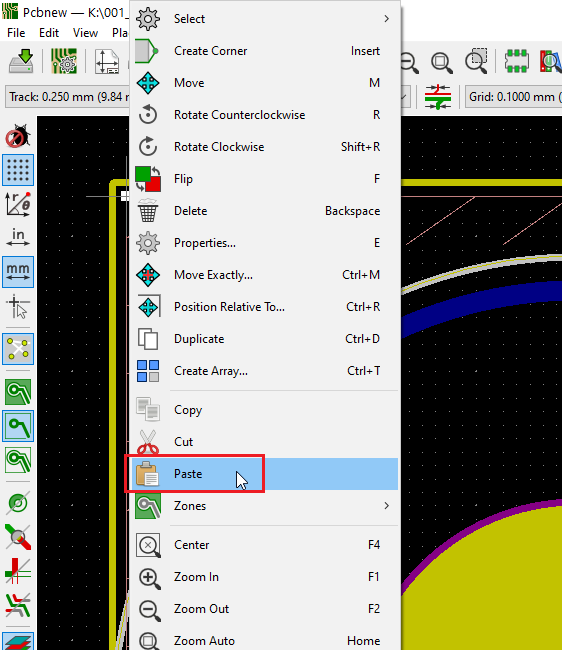 Pcbnew — K:\001_
File Edit View Pla
Track: 0.250 mm (9.84 m
Grid: 0.1000 mm (
in
mm
Select
Create Corner Insert
Move M
Rotate Counterclockwise R
Rotate Clockwise Shift+R
Flip F
Delete Backspace
Properties... E
Move Exactly... Ctrl+M
Position Relative To... Ctrl+R
Duplicate Ctrl+D
Create Array... Ctrl+T
Copy
Cut
Paste
Zones
Center F4
Zoom In F1
Zoom Out F2
Zoom Auto Home